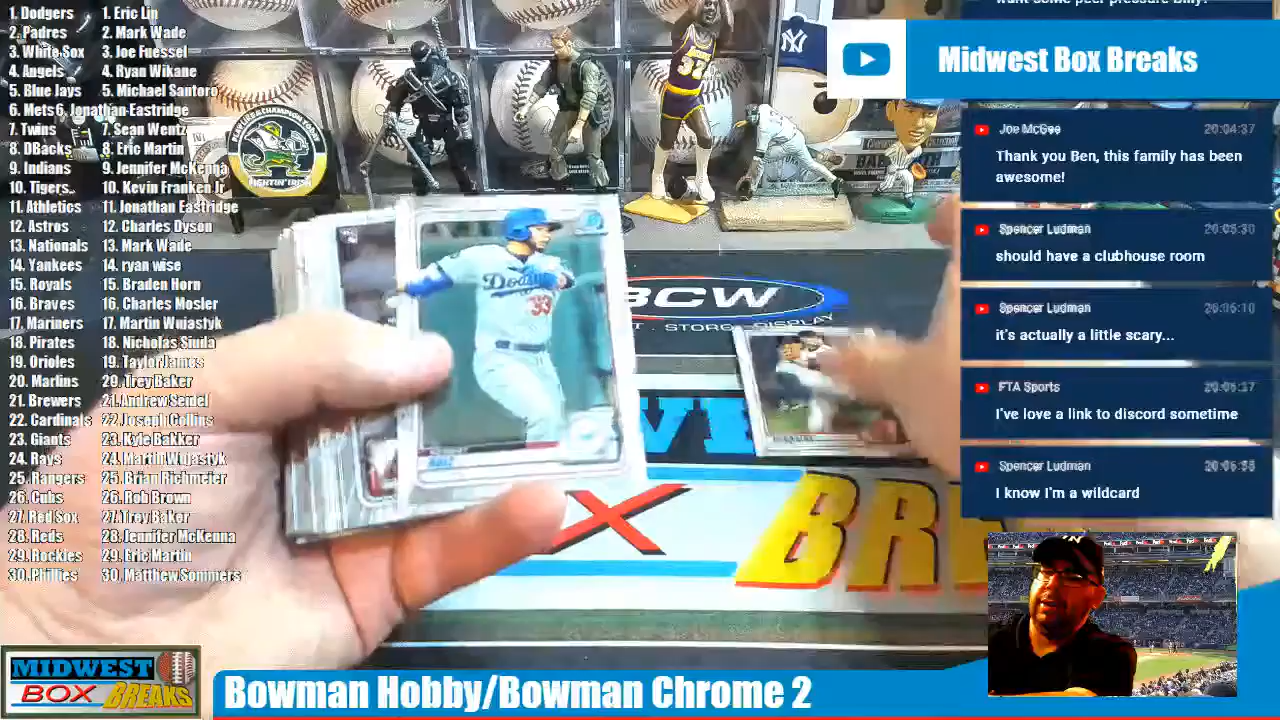 1. Dodgers 1. Eric Lin
2. Padres 2. Mark Wade
3. White Sox 3. Joe Fuessel
4. Angels 4. Ryan Wikane
5. Blue Jays 5. Michael Santoro
6. Mets 6. Jonathan Eastridge
7. Twins 7. Sean Wentz
8. DBacks 8. Eric Martin
9. Indians 9. Jennifer McKenna
10. Tigers 10. Kevin Franken Jr
11. Athletics 11. Jonathan Eastridge
12. Astros 12. Charles Dyson
13. Nationals 13. Mark Wade
14. Yankees 14. ryan wise
15. Royals 15. Braden Horn
16. Braves 16. Charles Mosler
17. Mariners 17. Martin Wujastyk
18. Pirates 18. Nicholas Siuda
19. Orioles 19. Taylor James
20. Marlins 20. Trey Baker
21. Brewers 21. Andrew Seidel
22. Cardinals 22. Joseph Collins
23. Giants 23. Kyle Bakker
24. Rays 24. Martin Wujastyk
25. Rangers 25. Brian Richmeier
26. Cubs 26. Rob Brown
27. Red Sox 27. Trey Baker
28. Reds 28. Jennifer McKenna
29. Rockies 29. Eric Martin
30. Phillies 30. Matthew Sommers
FIGHTIN' IRISH
32
Dodgers
33
BCW
STORE DISPLAY
X BRE
Midwest Box Breaks
Joe McGee 20:04:37
Thank you Ben, this family has been
awesome!
Spencer Ludman
should have a clubhouse room
Spencer Ludman
it's actually a little scary...
FTA Sports
I've love a link to discord sometime
Spencer Ludman
I know I'm a wildcard
MIDWEST
BOX BREAKS
Bowman Hobby/Bowman Chrome 2